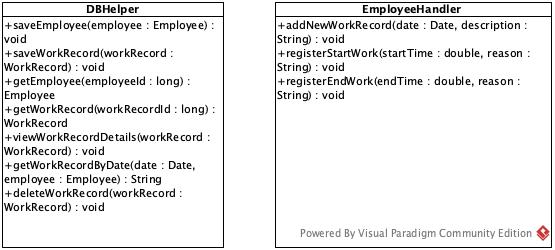 DBHelper
+saveEmployee(employee : Employee) :
void
+saveWorkRecord(workRecord :
WorkRecord) : void
+getEmployee(employeeId : long) :
Employee
+getWorkRecord(workRecordId : long) :
WorkRecord
+viewWorkRecordDetails(workRecord :
WorkRecord) : void
+getWorkRecordByDate(date : Date,
employee : Employee) : String
+deleteWorkRecord(workRecord :
WorkRecord) : void
EmployeeHandler
+addNewWorkRecord(date : Date, description :
String) : void
+registerStartWork(startTime : double, reason :
String) : void
+registerEndWork(endTime : double, reason :
String) : void
Powered By Visual Paradigm Community Edition